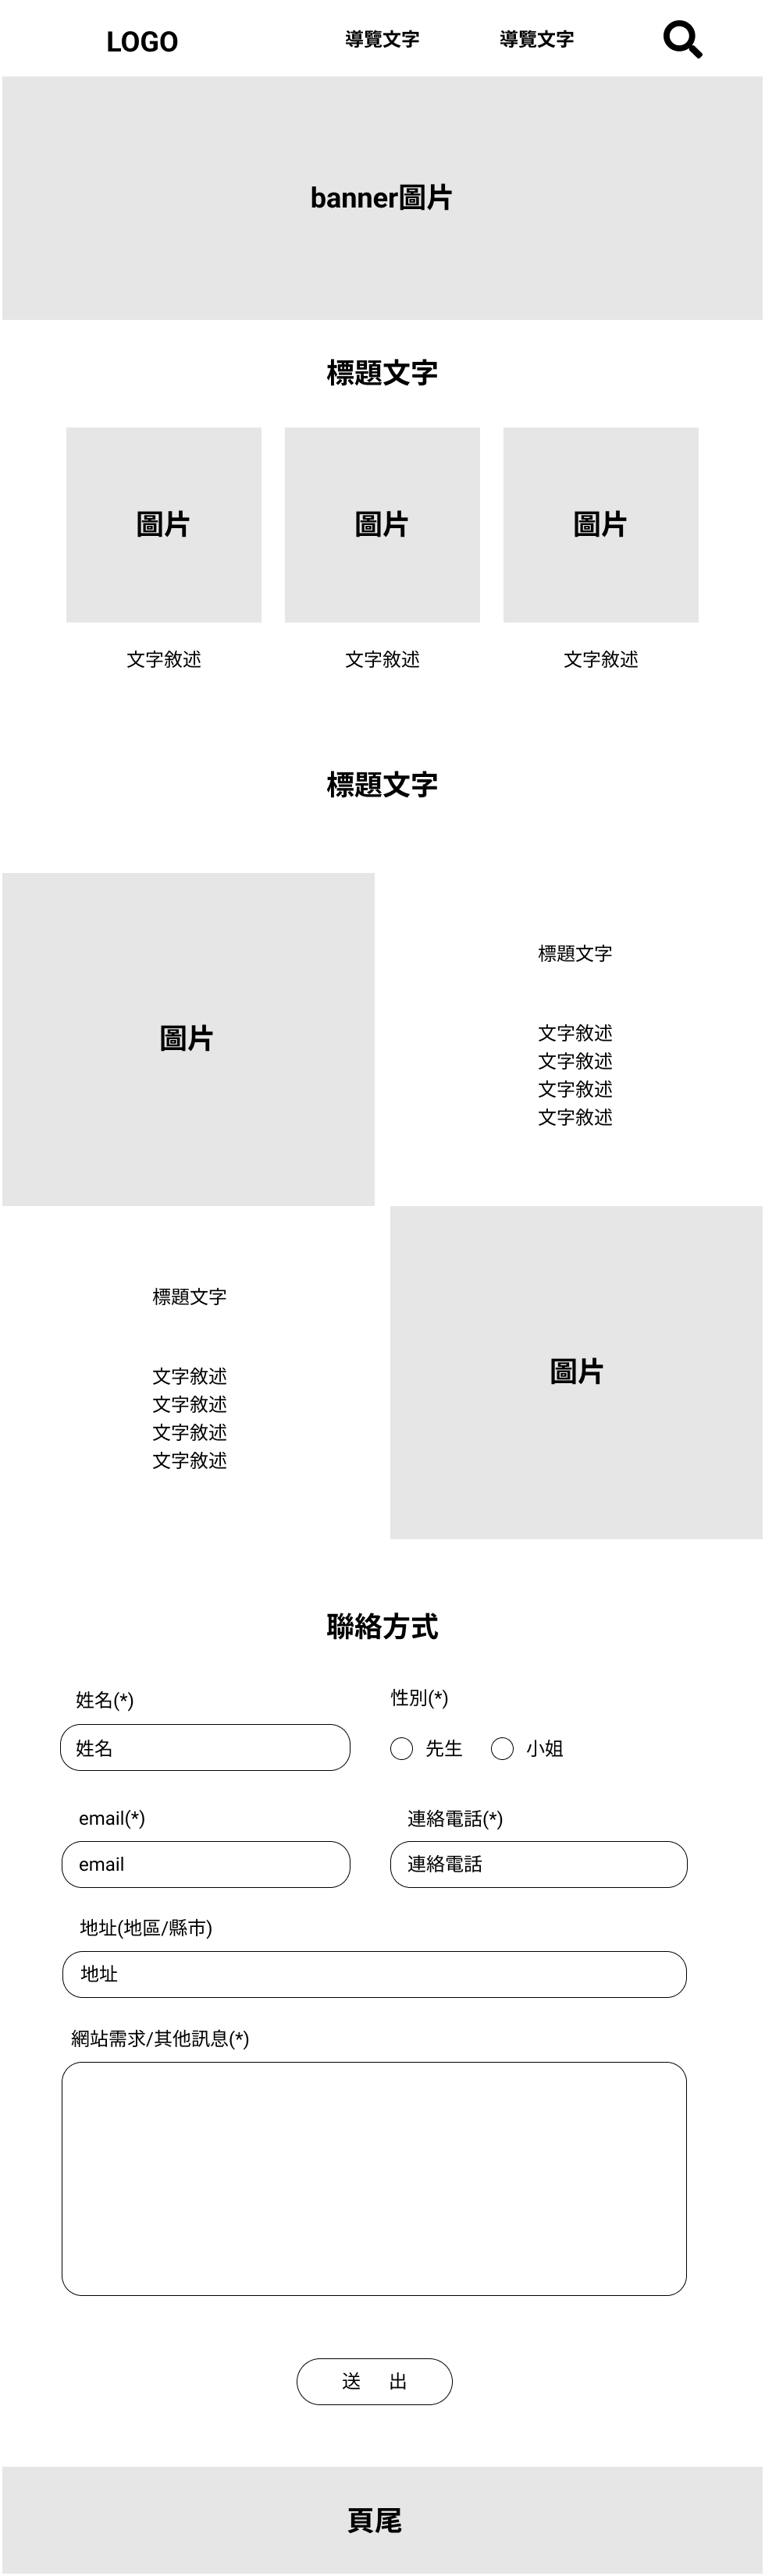 LOGO
導覽文字
導覽文字
banner圖片
標題文字
圖片
圖片
圖片
文字敘述
文字敘述
文字敘述
標題文字
圖片
標題文字
文字敘述
文字敘述
文字敘述
文字敘述
標題文字
文字敘述
文字敘述
文字敘述
文字敘述
圖片
聯絡方式
姓名(*)
姓名
性別(*)
先生
小姐
email(*)
email
連絡電話(*)
連絡電話
地址(地區/縣市)
地址
網站需求/其他訊息(*)
送 出
頁尾